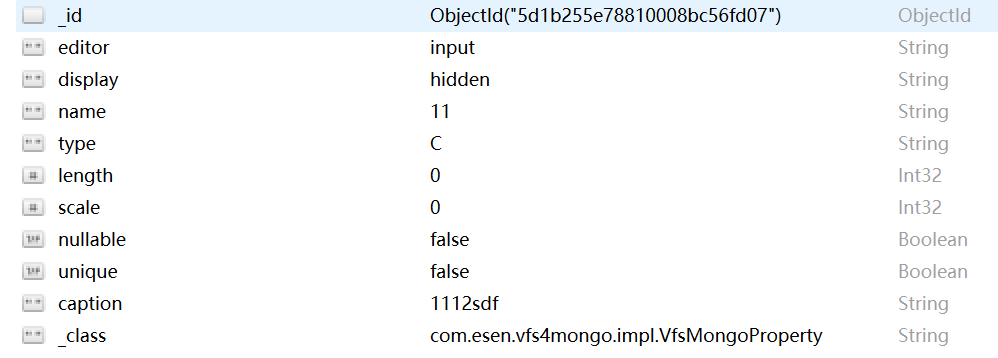 _id ObjectId("5d1b255e78810008bc56fd07") ObjectId
editor input String
display hidden String
name 11 String
type C String
length 0 Int32
scale 0 Int32
nullable false Boolean
unique false Boolean
caption 1112sdf String
_class com.esen.vfs4mongo.impl.VfsMongoProperty String